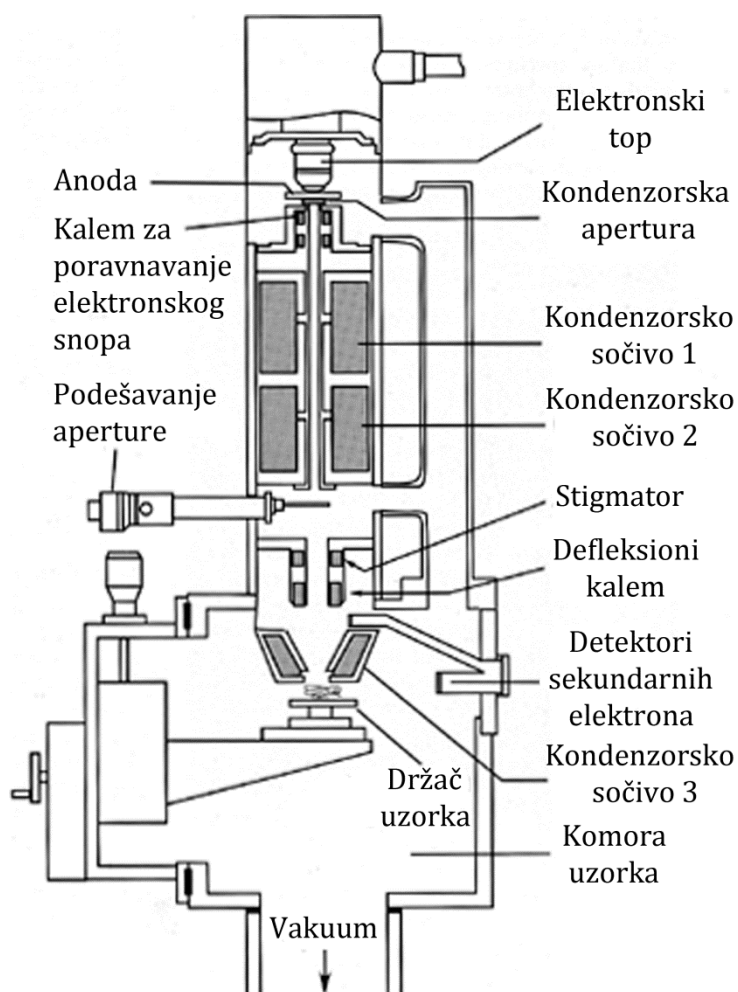 Elektronski
top
Anoda
Kondenzorska
apertura
Kalem za
poravnavanje
elektronskog
snopa
Kondenzorsko
sočivo 1
Podešavanje
aperture
Kondenzorsko
sočivo 2
Stigmator
Defleksioni
kalem
Detektori
sekundarnih
elektrona
Kondenzorsko
sočivo 3
Držač
uzorka
Komora
uzorka
Vakuum